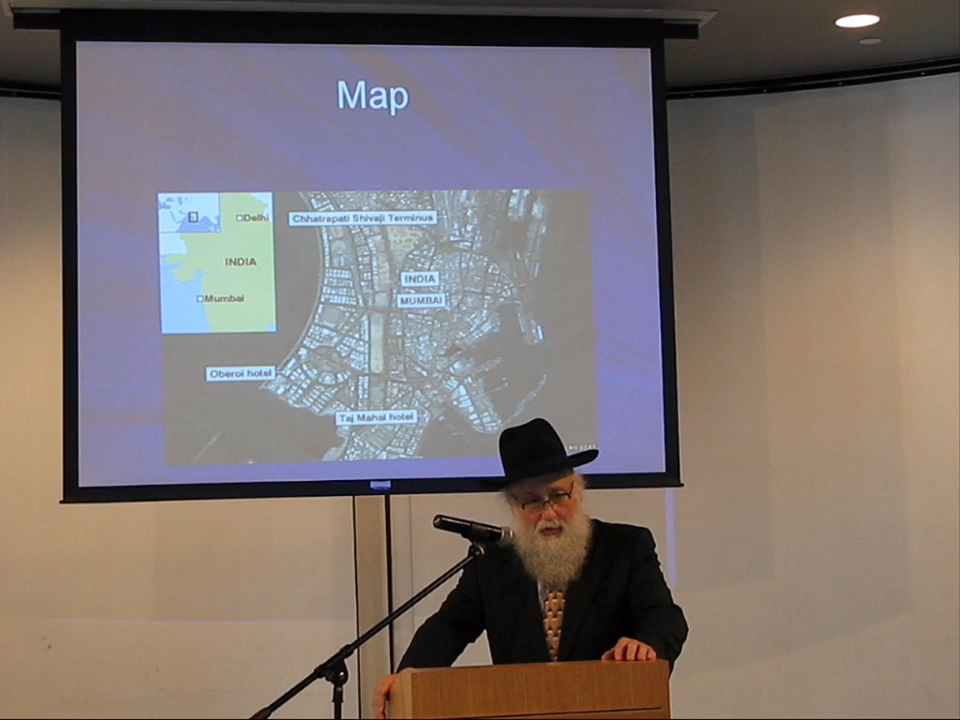 Map
Delhi
Chhatrapati Shivaji Terminus
INDIA
INDIA
MUMBAI
Mumbai
Oberoi hotel
Taj Mahal hotel